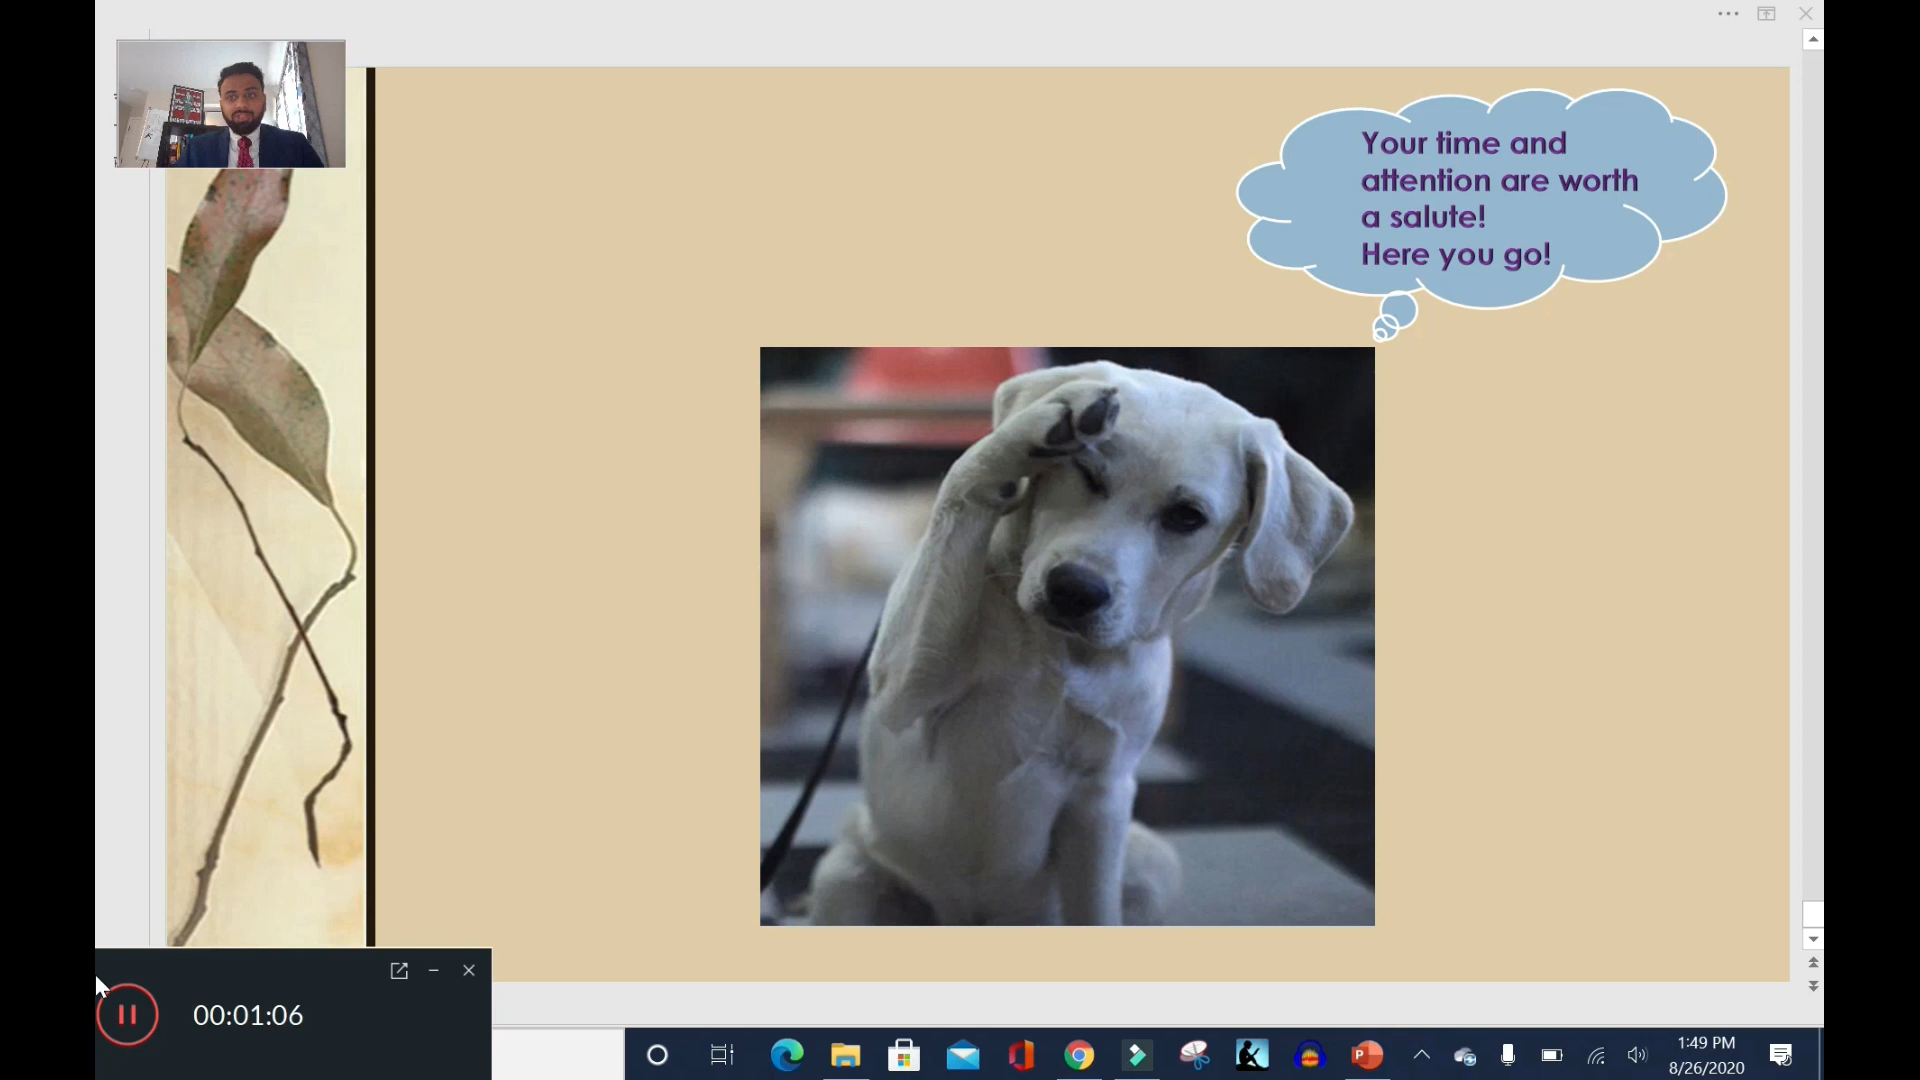 Your time and
attention are worth
a salute!
Here you go!
00:01:06
1:49 PM
8/26/2020